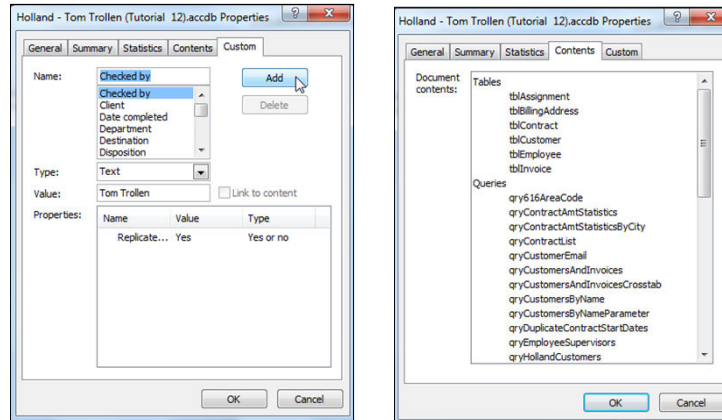 Holland - Tom Trollen (Tutorial 12).accdb Properties
General Summary Statistics Contents Custom
Name: Checked by Add
Checked by
Client
Date completed
Department
Destination
Disposition
Delete
Type: Text
Value: Tom Trollen Link to content
Properties: Name Value Type
Replicate... Yes Yes or no
OK Cancel
Holland - Tom Trollen (Tutorial 12).accdb Properties
General Summary Statistics Contents Custom
Document contents:
Tables
tblAssignment
tblBillingAddress
tblContract
tblCustomer
tblEmployee
tblInvoice
Queries
qry616AreaCode
qryContractAmtStatistics
qryContractAmtStatisticsByCity
qryContractList
qryCustomerEmail
qryCustomersAndInvoices
qryCustomersAndInvoicesCrosstab
qryCustomersByName
qryCustomersByNameParameter
qryDuplicateContractStartDates
qryEmployeeSupervisors
qryHollandCustomers
OK Cancel